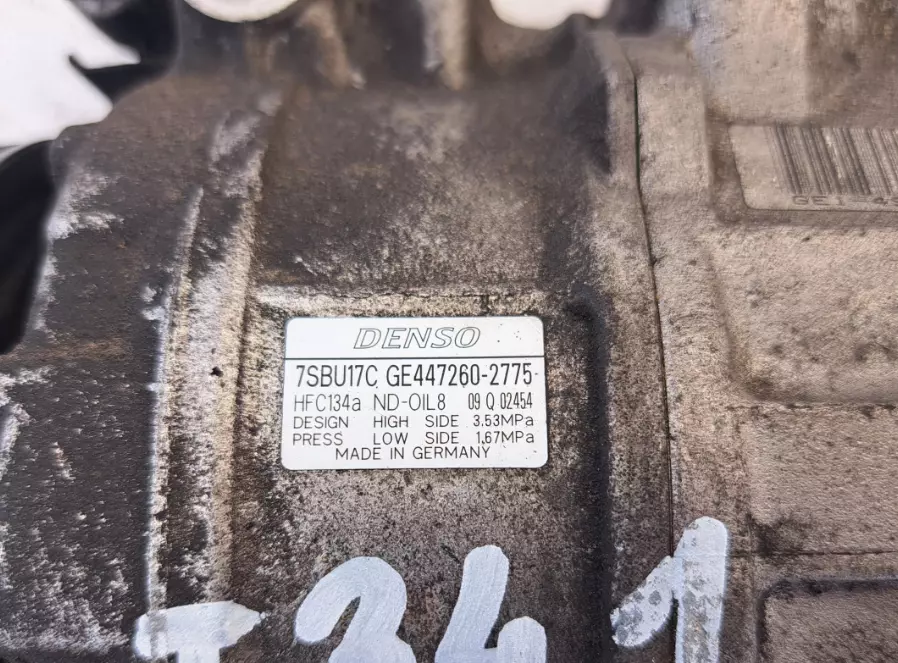 DENSO
7SBU17C GE447260-2775
HFC134a ND-OIL8 09 Q 02454
DESIGN HIGH SIDE 3.53MPa
PRESS LOW SIDE 1.67MPa
MADE IN GERMANY
T341